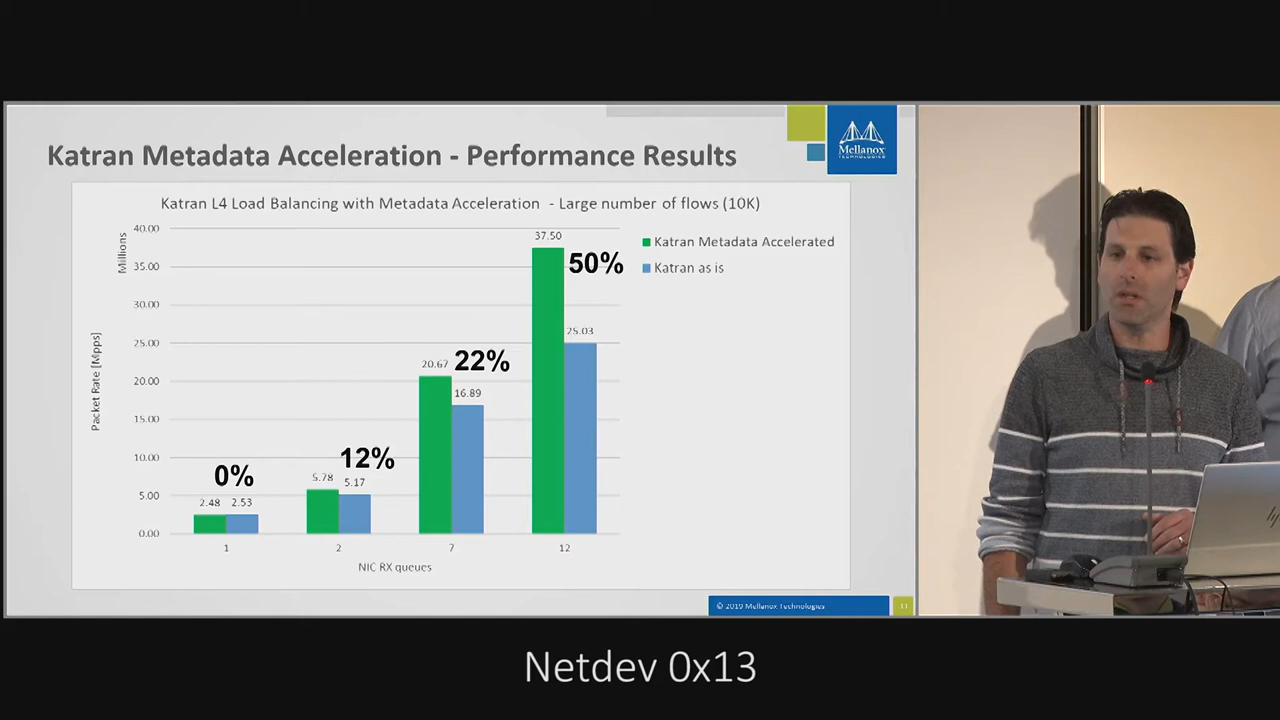 Katran Metadata Acceleration - Performance Results
Mellanox
TECHNOLOGIES
Katran L4 Load Balancing with Metadata Acceleration - Large number of flows (10K)
Millions
Packet Rate [Mpps]
40.00
35.00
30.00
25.00
20.00
15.00
10.00
5.00
0.00
37.50
50%
25.03
20.67
22%
16.89
12%
5.78
5.17
0%
2.48
2.53
1
2
7
12
NIC RX queues
Katran Metadata Accelerated
Katran as is
© 2019 Mellanox Technologies
11
Netdev 0x13